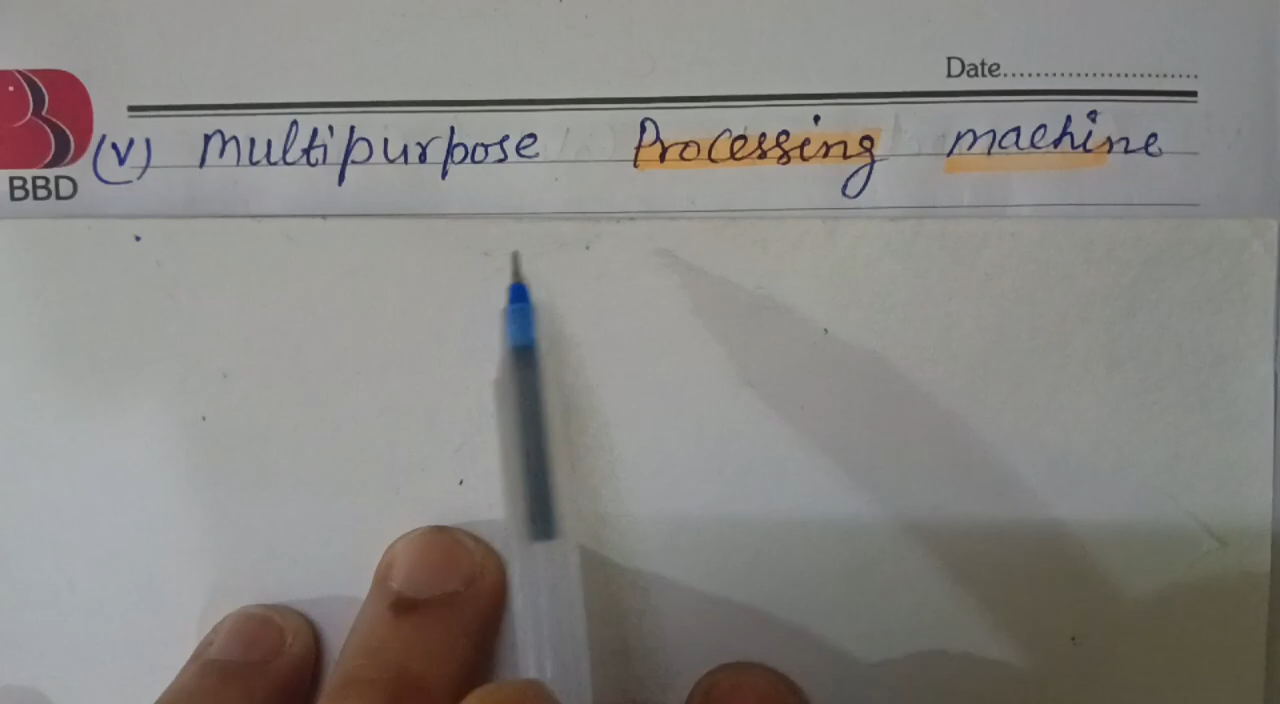 Date........................
(V) Multipurpose Processing machine
BBD